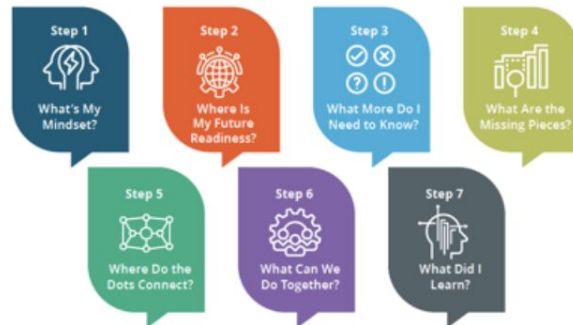 Step 1
What's My
Mindset?
Step 2
Where Is
My Future
Readiness?
Step 3
What More Do I
Need to Know?
Step 4
What Are the
Missing Pieces?
Step 5
Where Do the
Dots Connect?
Step 6
What Can We
Do Together?
Step 7
What Did I
Learn?